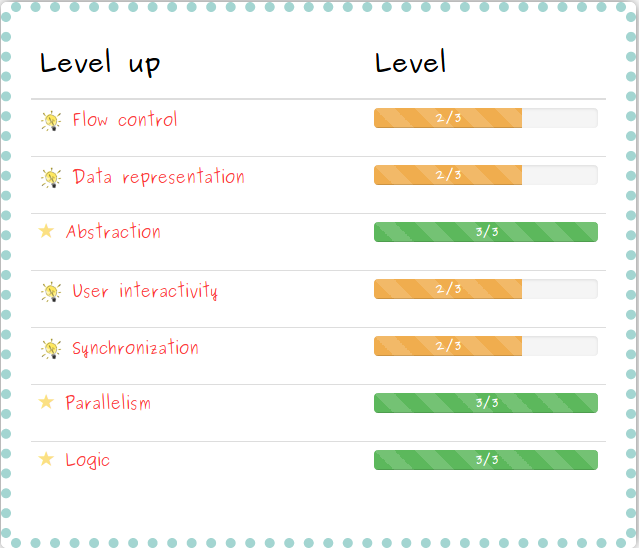 Level up Level
Flow control 2/3
Data representation 2/3
Abstraction 3/3
User interactivity 2/3
Synchronization 2/3
Parallelism 3/3
Logic 3/3